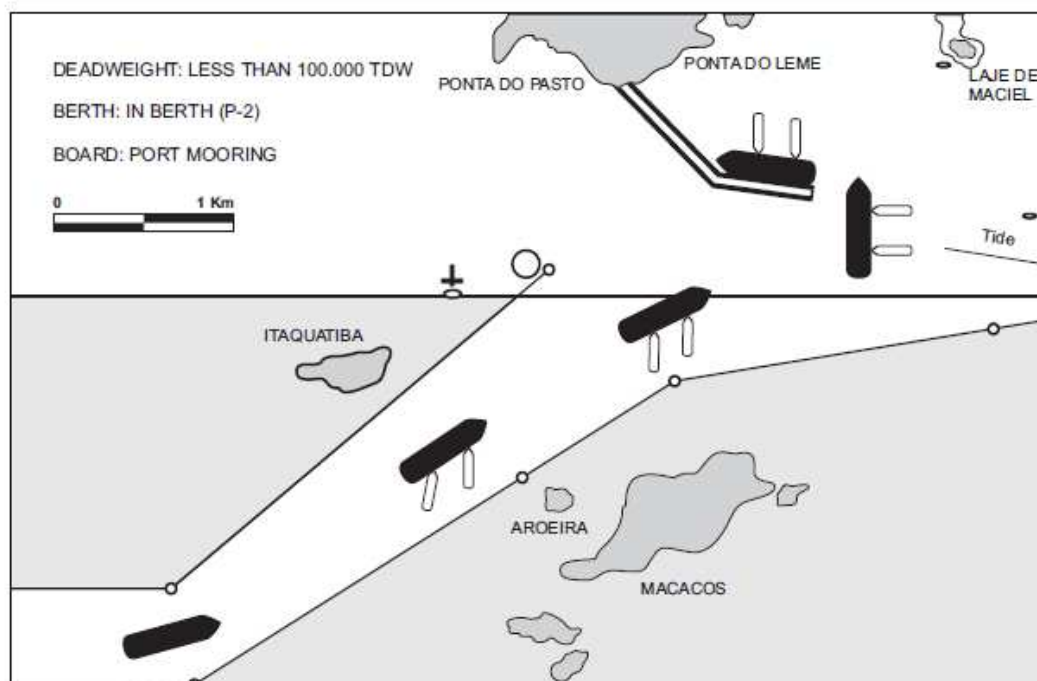 DEADWEIGHT: LESS THAN 100.000 TDW
BERTH: IN BERTH (P-2)
BOARD: PORT MOORING
0 1 Km
PONTA DO PASTO
PONTA DO LEME
LAJE DE
MACIEL
Tide
ITAQUATIBA
AROEIRA
MACACOS